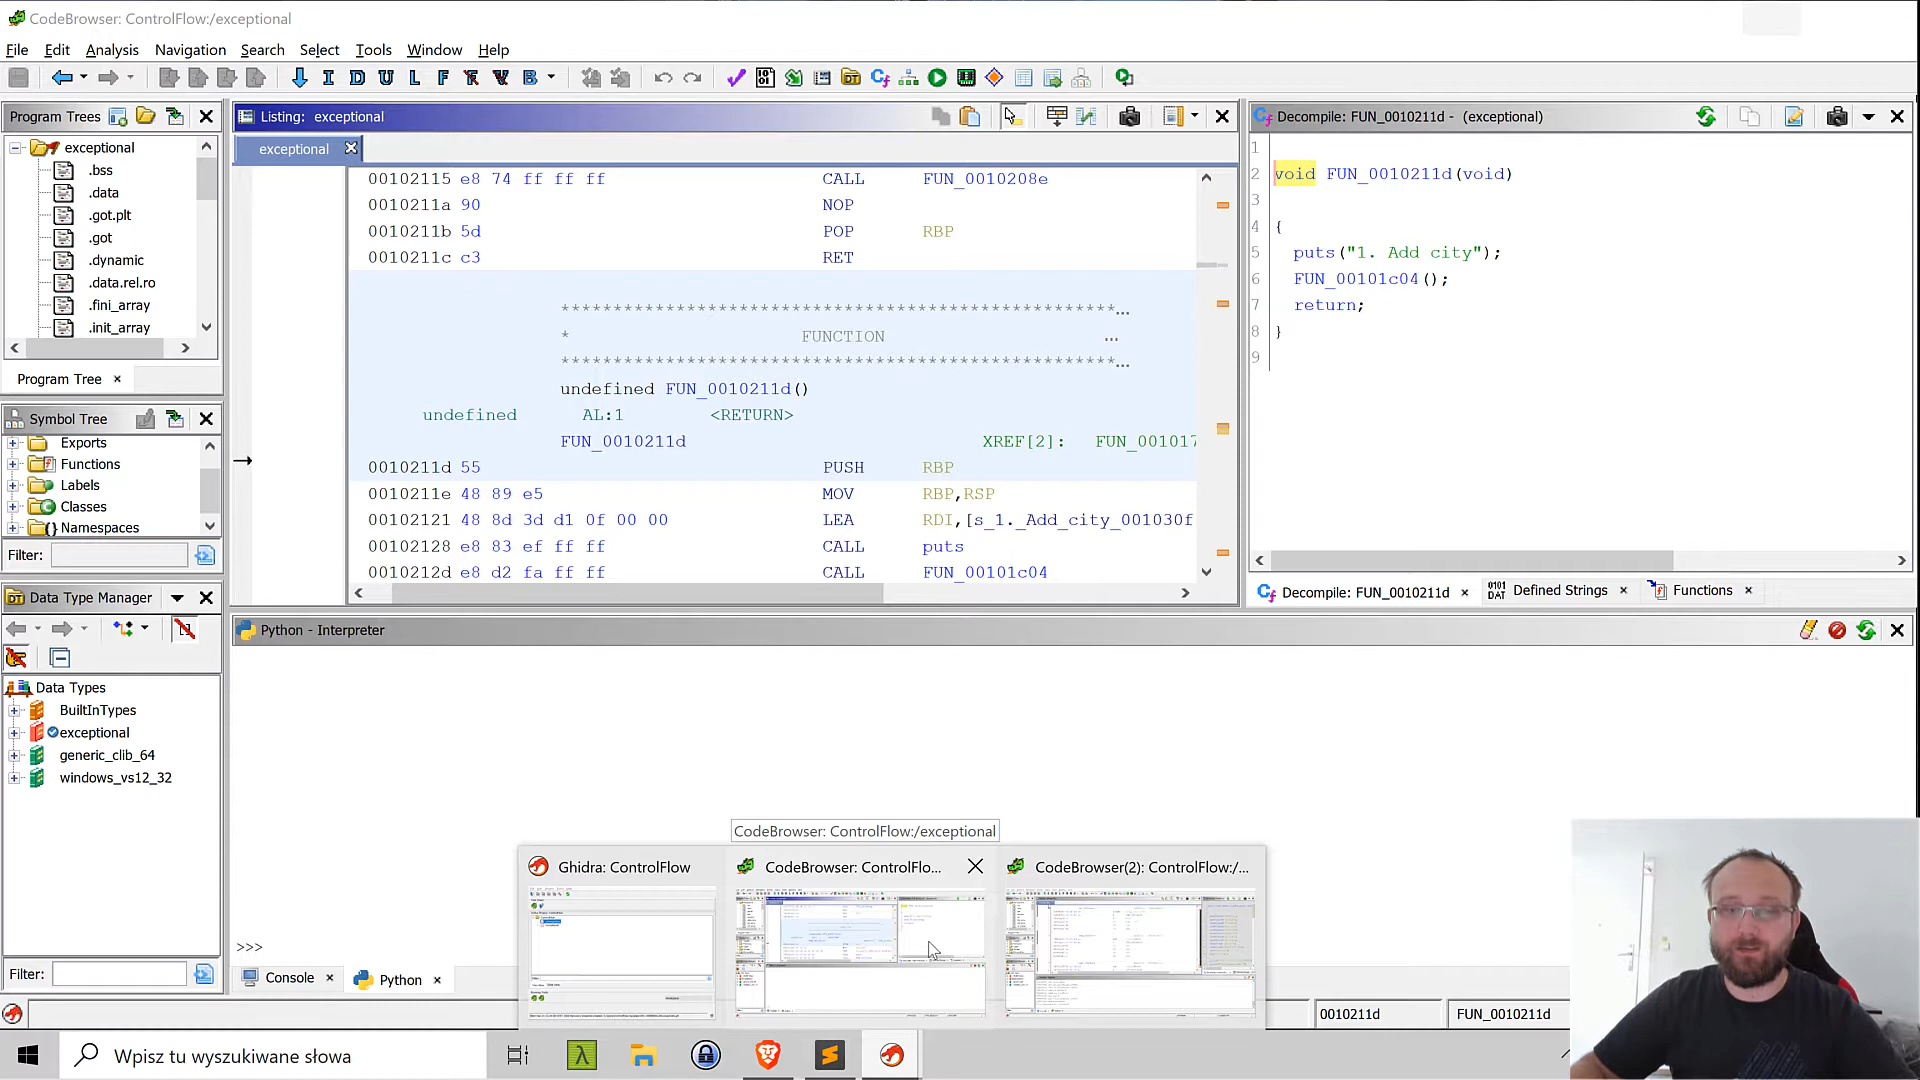 CodeBrowser: ControlFlow:/exceptional
File Edit Analysis Navigation Search Select Tools Window Help
I D U L F F V B
Program Trees
exceptional
.bss
.data
.got.plt
.got
.dynamic
.data.rel.ro
.fini_array
.init_array
Program Tree
Symbol Tree
Exports
Functions
Labels
Classes
Namespaces
Filter:
Data Type Manager
Data Types
BuiltInTypes
exceptional
generic_clib_64
windows_vs12_32
Filter:
Listing: exceptional
exceptional
00102115 e8 74 ff ff ff CALL FUN_0010208e
0010211a 90 NOP
0010211b 5d POP RBP
0010211c c3 RET
*****************************************************...
* FUNCTION ...
*****************************************************...
undefined FUN_0010211d()
undefined AL:1 <RETURN>
FUN_0010211d XREF[2]: FUN_001017
0010211d 55 PUSH RBP
0010211e 48 89 e5 MOV RBP,RSP
00102121 48 8d 3d d1 0f 00 00 LEA RDI,[s_1._Add_city_001030f
00102128 e8 83 ef ff ff CALL puts
0010212d e8 d2 fa ff ff CALL FUN_00101c04
Decompile: FUN_0010211d - (exceptional)
1
2 void FUN_0010211d(void)
3
4 {
5 puts("1. Add city");
6 FUN_00101c04();
7 return;
8 }
9
Decompile: FUN_0010211d
Defined Strings
Functions
Python - Interpreter
>>>
Console
Python
CodeBrowser: ControlFlow:/exceptional
Ghidra: ControlFlow
CodeBrowser: ControlFlo...
CodeBrowser(2): ControlFlow:/...
0010211d
FUN_0010211d
Wpisz tu wyszukiwane słowa